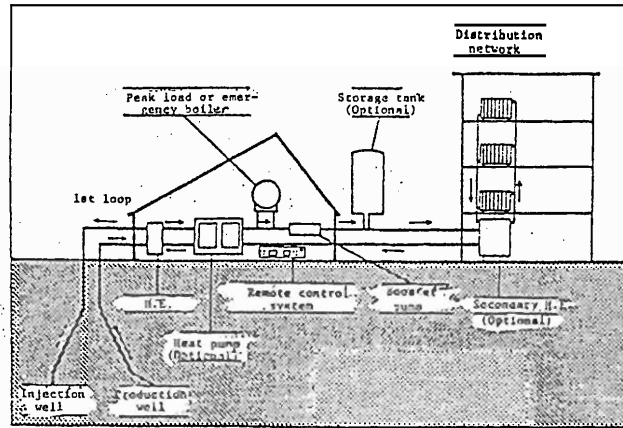 Distribution
network
Peak load or emer-
gency boiler
Storage tank
(Optional)
1st loop
H.E.
Remote control
system
Booster
pump
Secondary H.E.
(Optional)
Heat pump
(Optional)
Injection
well
Production
well